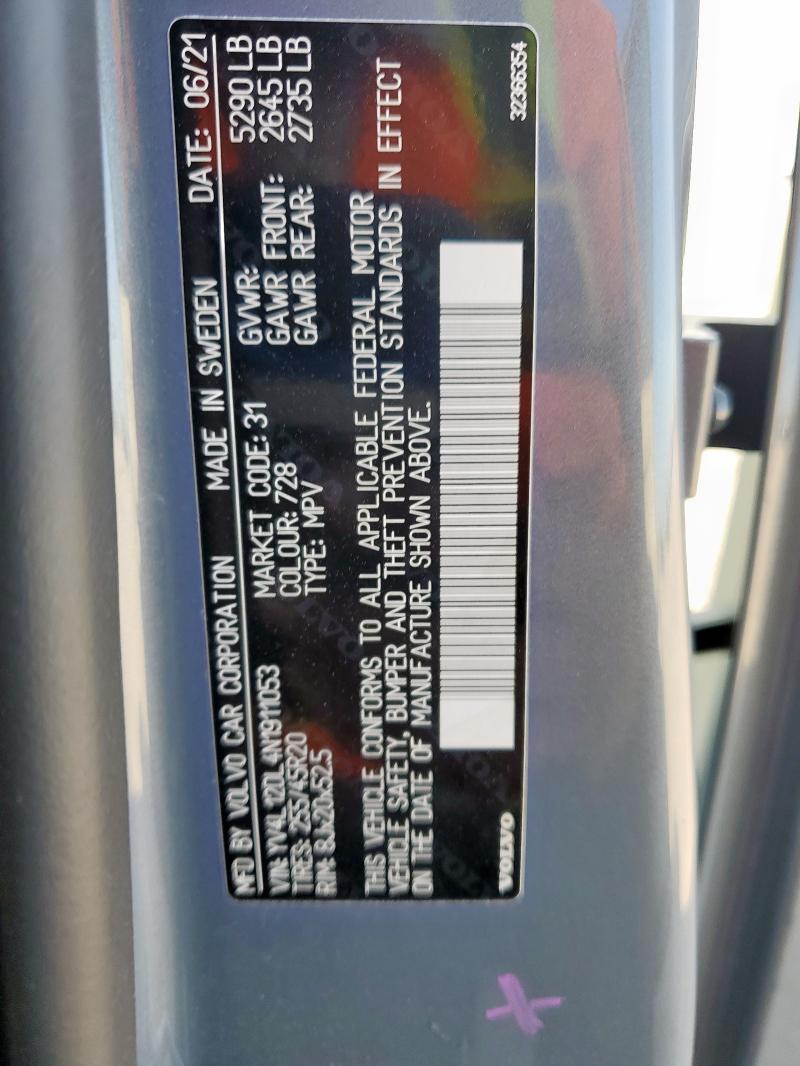 MFD BY VOLVO CAR CORPORATION MADE IN SWEDEN DATE: 06/21
VIN: YV4L12DL4N1911053 MARKET CODE: 31 GVWR: 5290 LB
TIRES: 255/45R20 COLOUR: 728 GAWR FRONT: 2645 LB
RIM: 8Jx20x52.5 TYPE: MPV GAWR REAR: 2735 LB
THIS VEHICLE CONFORMS TO ALL APPLICABLE FEDERAL MOTOR
VEHICLE SAFETY, BUMPER AND THEFT PREVENTION STANDARDS IN EFFECT
ON THE DATE OF MANUFACTURE SHOWN ABOVE.
VOLVO 32366354